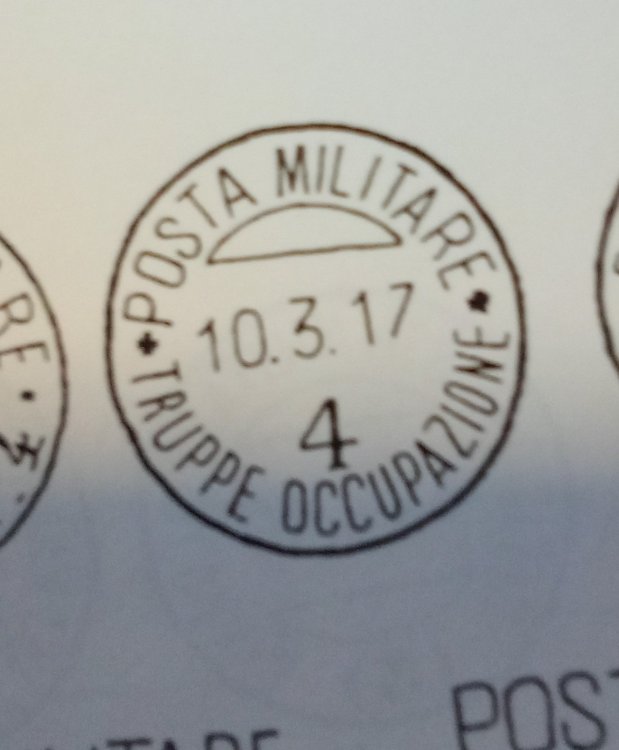 POSTA MILITARE
10.3.17
4
TRUPPE OCCUPAZIONE